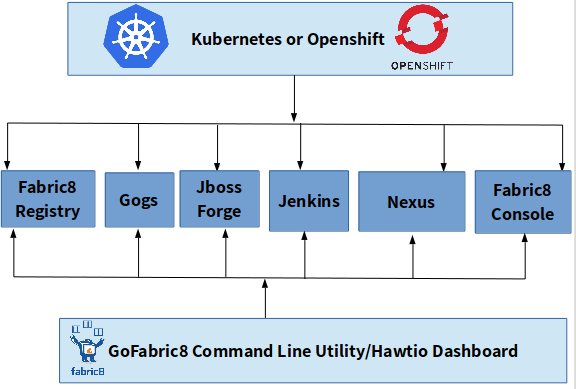 Kubernetes or Openshift
OPENSHIFT
Fabric8
Registry
Gogs
Jboss
Forge
Jenkins
Nexus
Fabric8
Console
GoFabric8 Command Line Utility/Hawtio Dashboard
fabric8